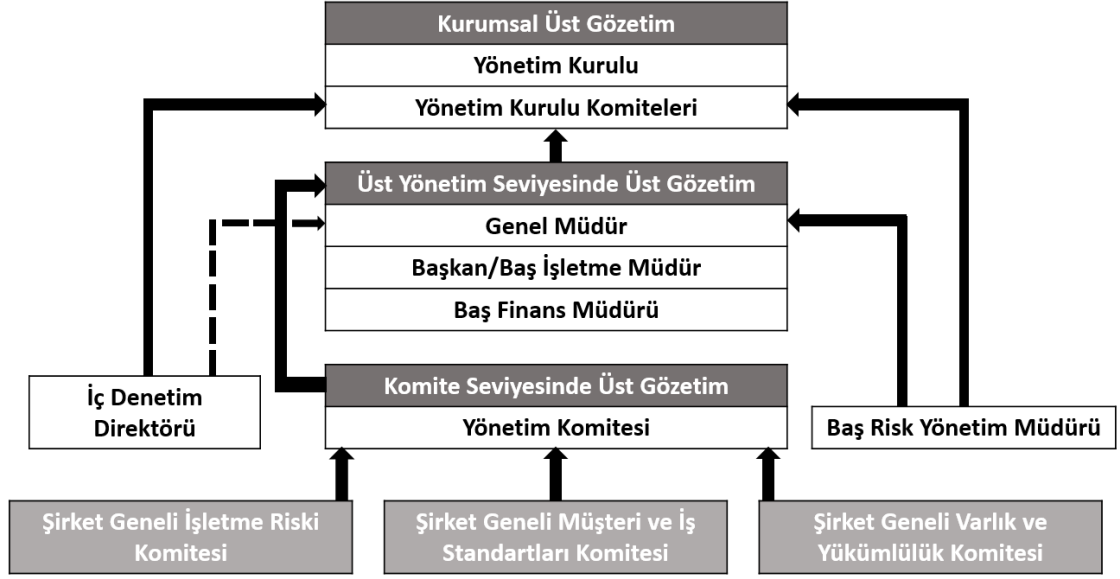 Kurumsal Üst Gözetim
Yönetim Kurulu
Yönetim Kurulu Komiteleri
Üst Yönetim Seviyesinde Üst Gözetim
Genel Müdür
Başkan/Baş İşletme Müdür
Baş Finans Müdürü
İç Denetim
Direktörü
Komite Seviyesinde Üst Gözetim
Yönetim Komitesi
Baş Risk Yönetim Müdürü
Şirket Geneli İşletme Riski
Komitesi
Şirket Geneli Müşteri ve İş
Standartları Komitesi
Şirket Geneli Varlık ve
Yükümlülük Komitesi